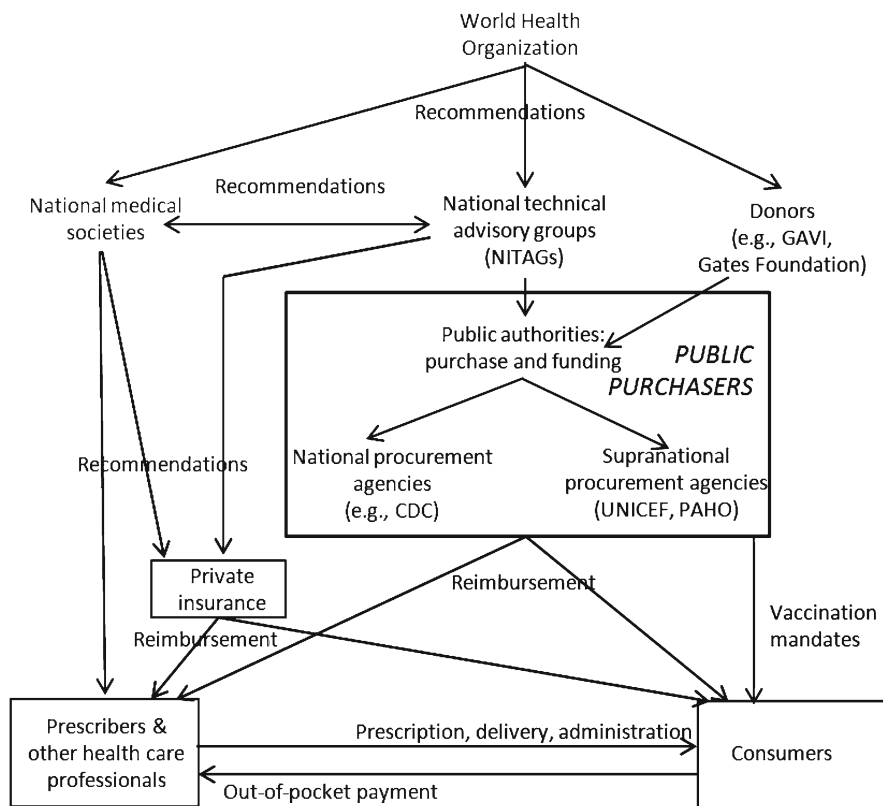 World Health
Organization
Recommendations
Recommendations
National medical
societies
National technical
advisory groups
(NITAGs)
Donors
(e.g., GAVI,
Gates Foundation)
Public authorities:
purchase and funding
PUBLIC
PURCHASERS
Recommendations
National procurement
agencies
(e.g., CDC)
Supranational
procurement agencies
(UNICEF, PAHO)
Private
insurance
Reimbursement
Reimbursement
Vaccination
mandates
Prescribers &
other health care
professionals
Prescription, delivery, administration
Consumers
Out-of-pocket payment